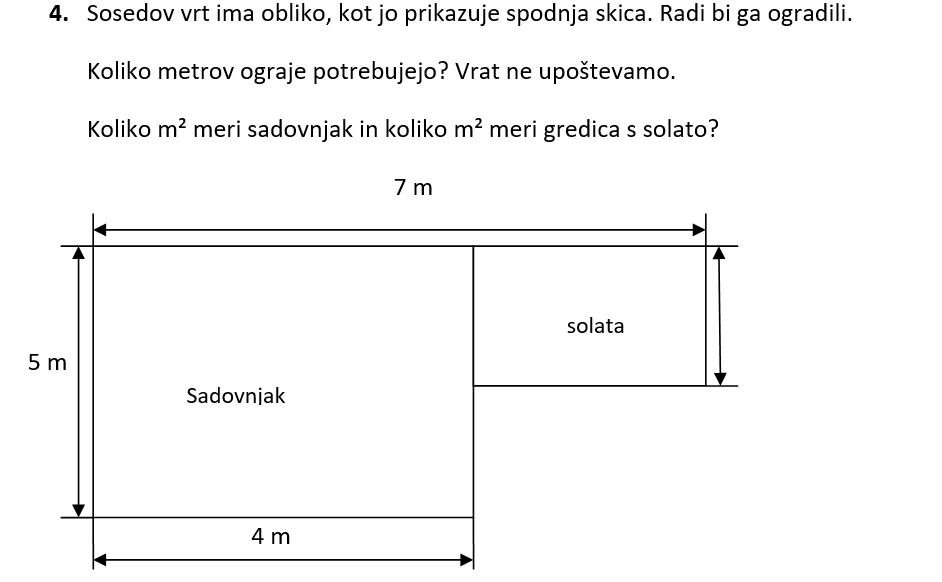 4. Sosedov vrt ima obliko, kot jo prikazuje spodnja skica. Radi bi ga ogradili.
Koliko metrov ograje potrebujejo? Vrat ne upoštevamo.
Koliko m² meri sadovnjak in koliko m² meri gredica s solato?
7 m
solata
5 m
Sadovnjak
4 m